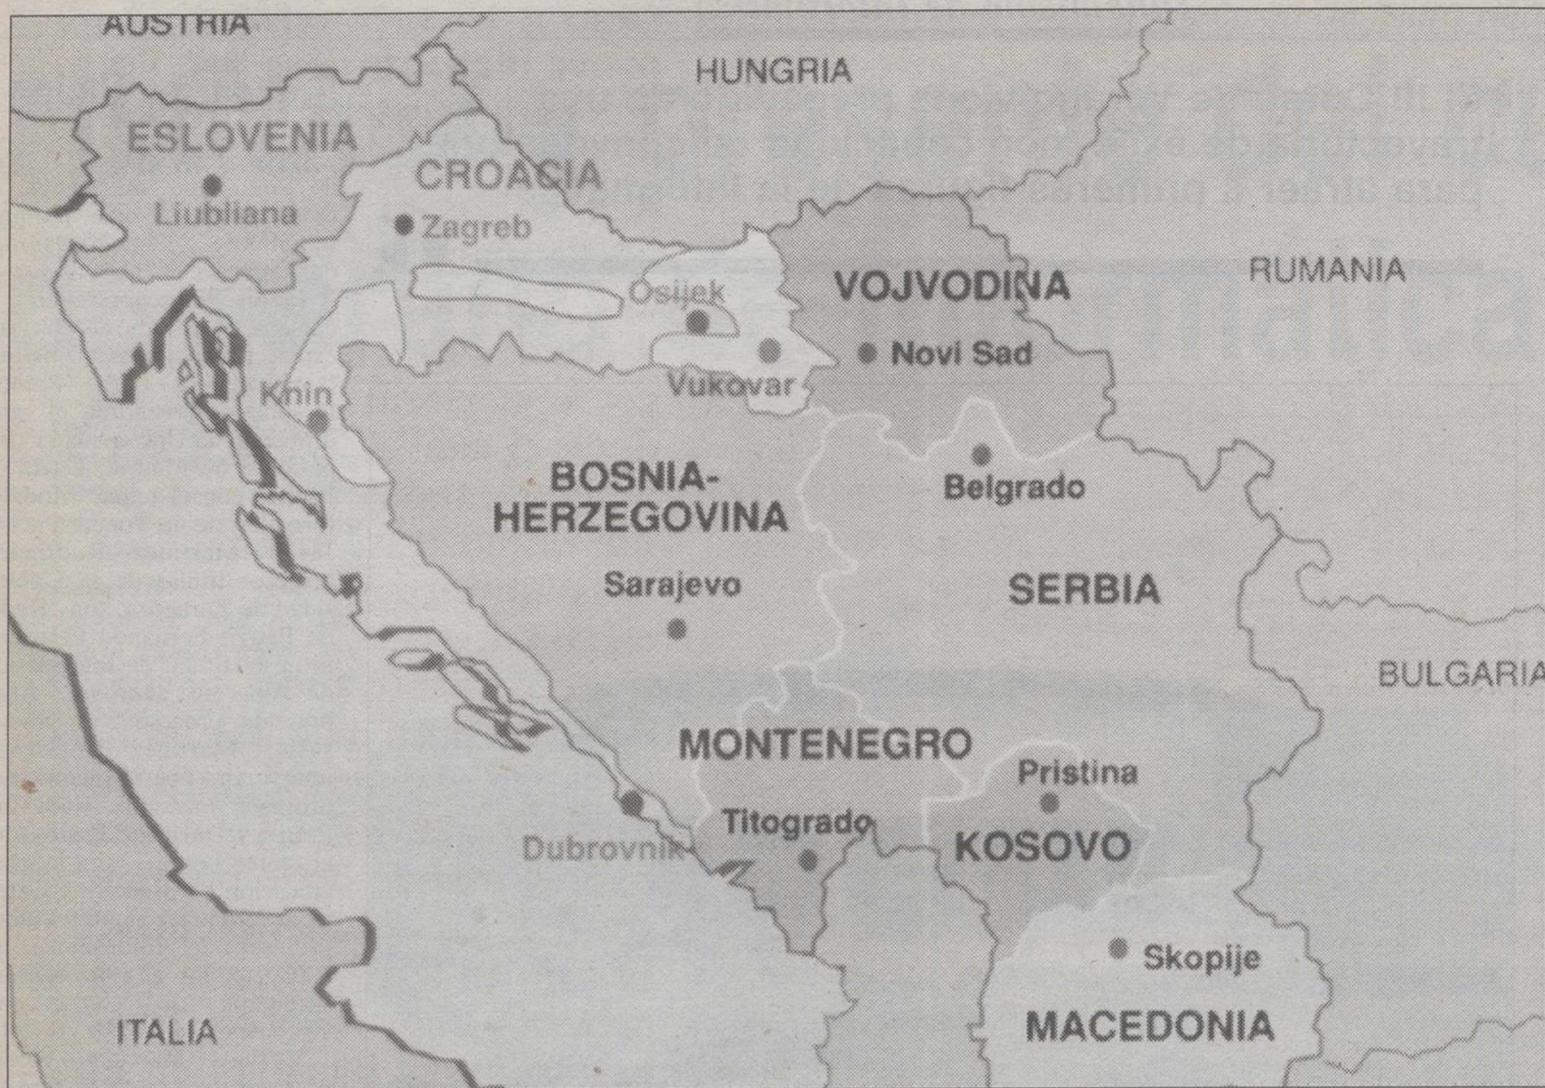 AUSTRIA
HUNGRIA
ESLOVENIA
Liubliana
CROACIA
Zagreb
RUMANIA
Osijek
VOJVODINA
Novi Sad
Vukovar
Knin
BOSNIA-
HERZEGOVINA
Belgrado
Sarajevo
SERBIA
BULGARIA
MONTENEGRO
Pristina
Titogrado
KOSOVO
Dubrovnik
Skopije
ITALIA
MACEDONIA